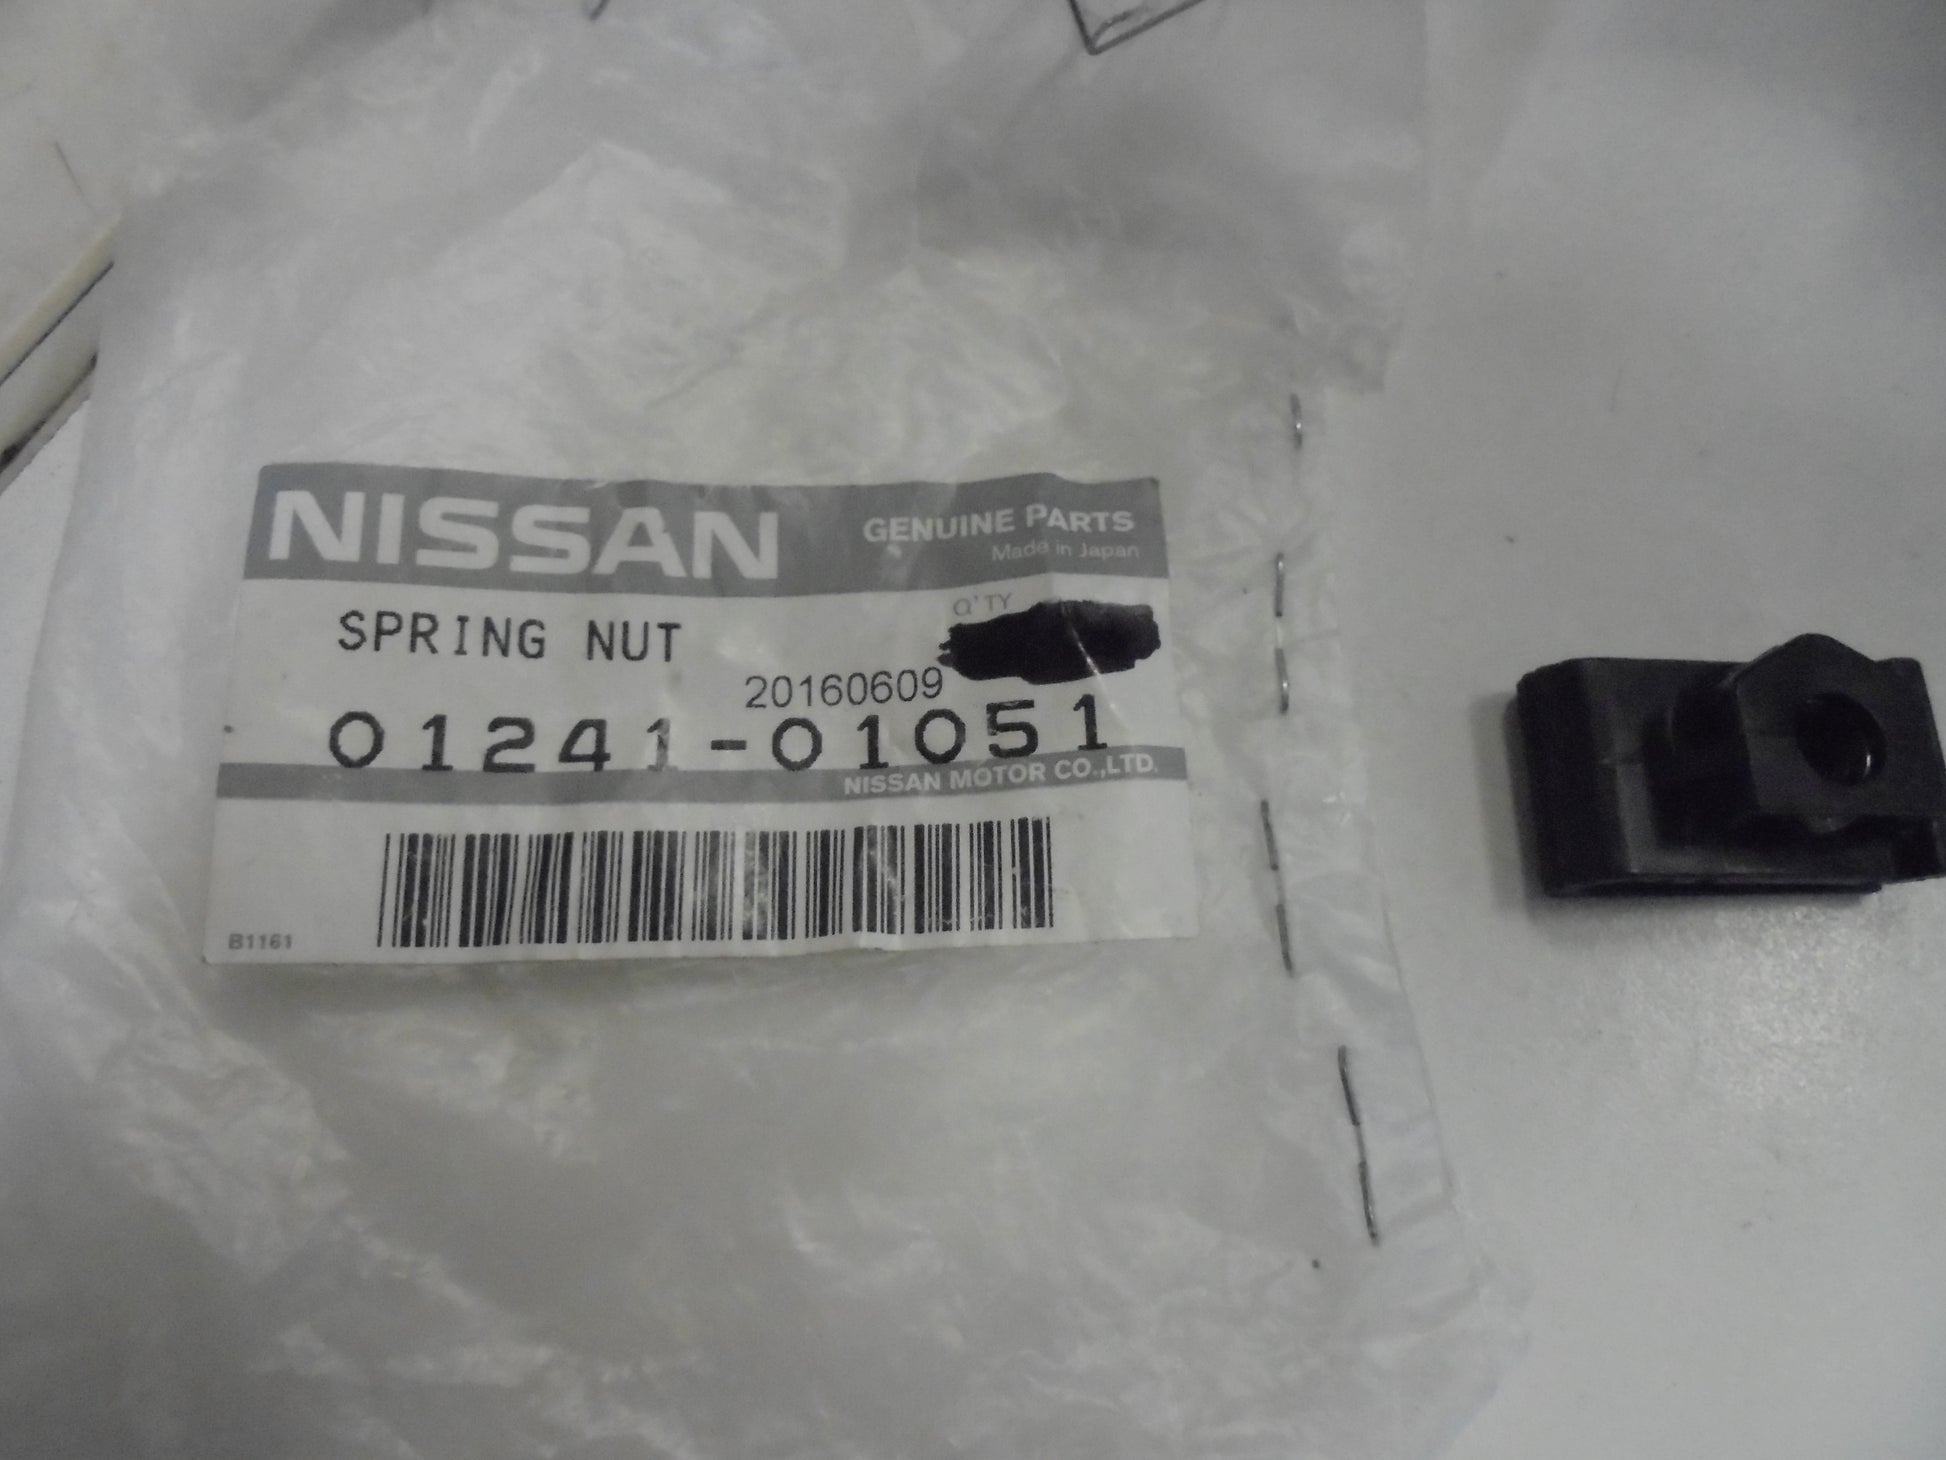 NISSAN
GENUINE PARTS
Made in Japan
Q'TY
SPRING NUT
20160609
01241-01051
NISSAN MOTOR CO.,LTD.
B1161